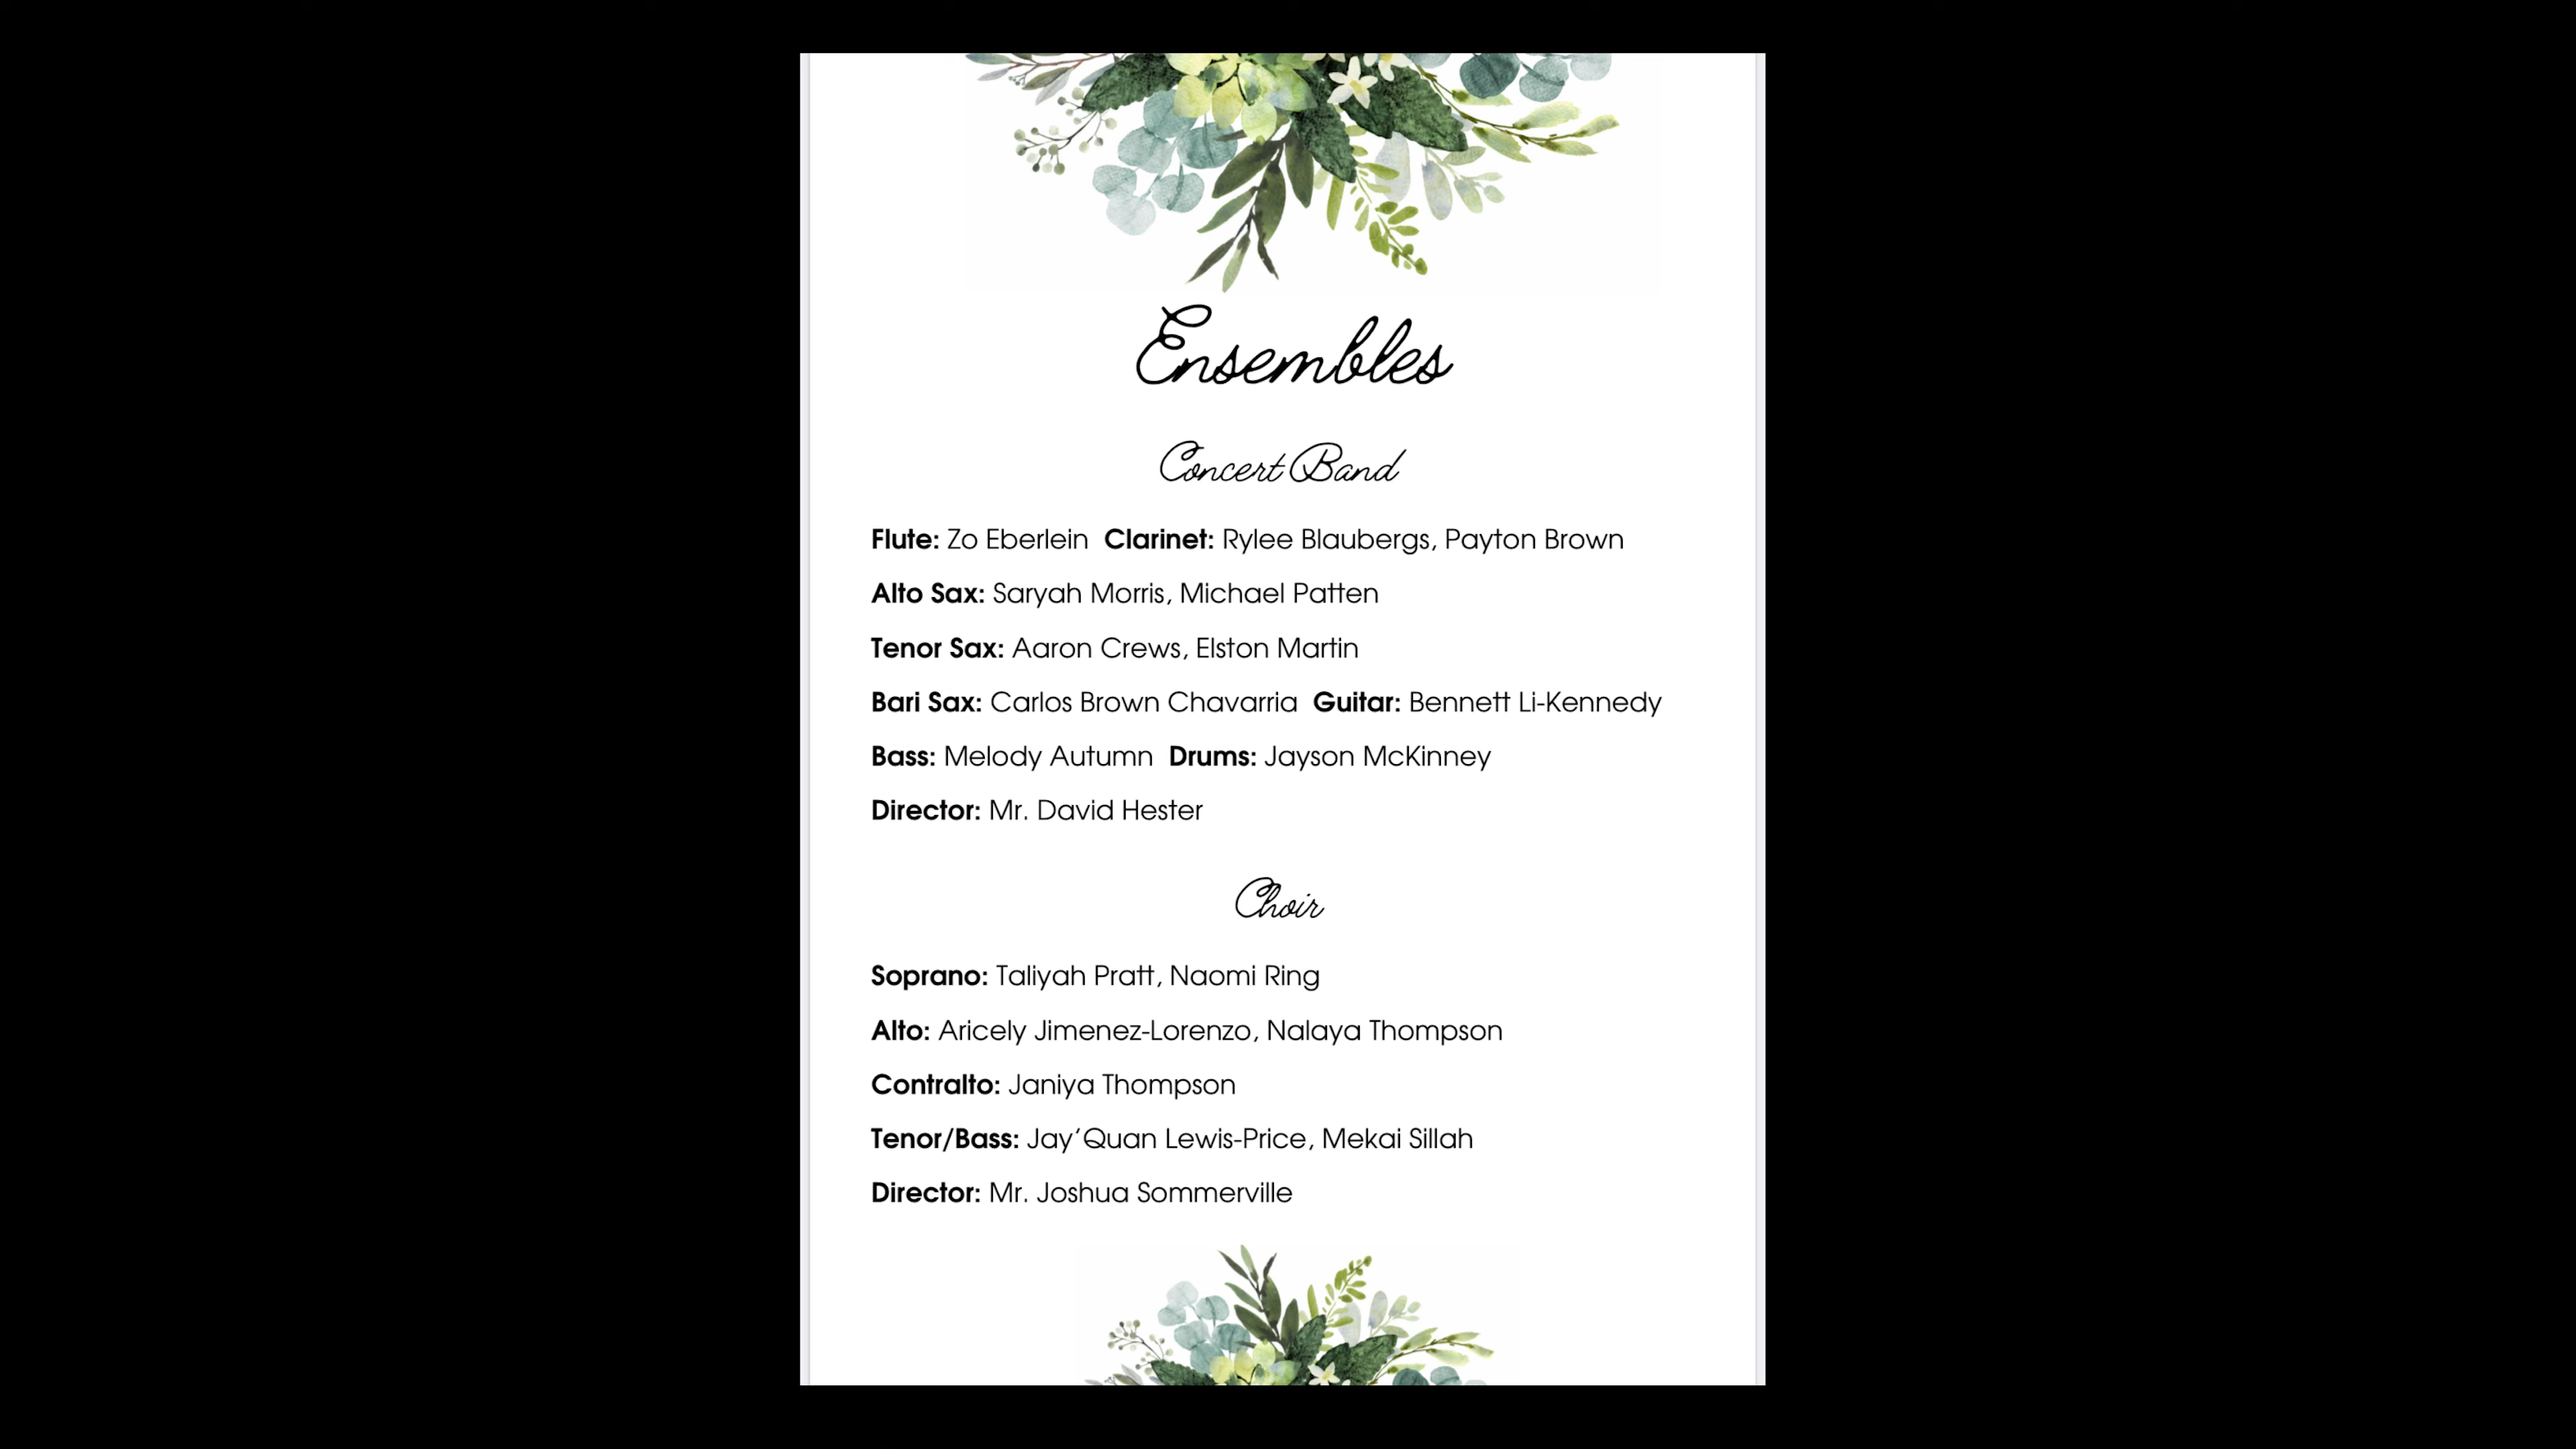 Ensembles
Concert Band
Flute: Zo Eberlein  Clarinet: Rylee Blaubergs, Payton Brown
Alto Sax: Saryah Morris, Michael Patten
Tenor Sax: Aaron Crews, Elston Martin
Bari Sax: Carlos Brown Chavarria  Guitar: Bennett Li-Kennedy
Bass: Melody Autumn  Drums: Jayson McKinney
Director: Mr. David Hester
Choir
Soprano: Taliyah Pratt, Naomi Ring
Alto: Aricely Jimenez-Lorenzo, Nalaya Thompson
Contralto: Janiya Thompson
Tenor/Bass: Jay’Quan Lewis-Price, Mekai Sillah
Director: Mr. Joshua Sommerville